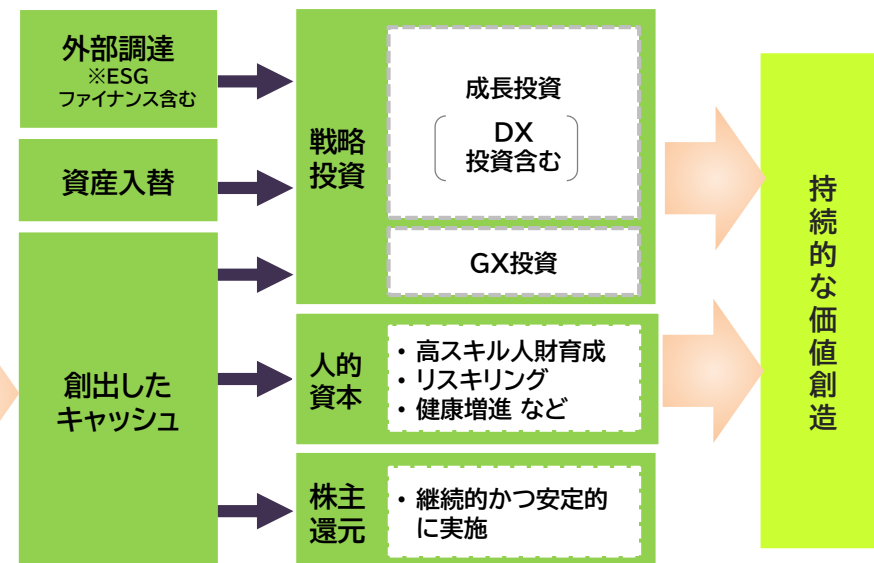 外部調達
※ESG
ファイナンス含む
資産入替
創出した
キャッシュ
戦略
投資
成長投資
DX
投資含む
GX投資
人的
資本
・高スキル人財育成
・リスキリング
・健康増進 など
株主
還元
・継続的かつ安定的
に実施
持続的な価値創造